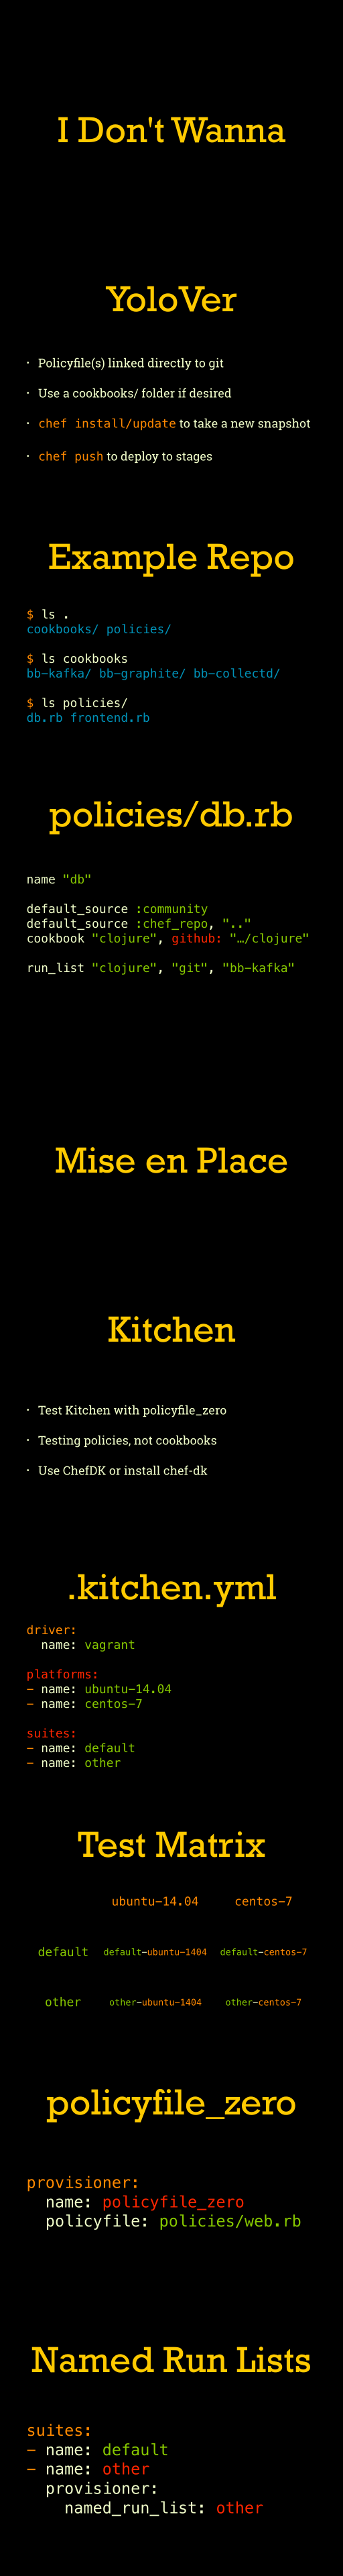 I Don't Wanna
YoloVer
• Policyfile(s) linked directly to git
• Use a cookbooks/ folder if desired
• chef install/update to take a new snapshot
• chef push to deploy to stages
Example Repo
$ ls .
cookbooks/ policies/
$ ls cookbooks
bb-kafka/ bb-graphite/ bb-collectd/
$ ls policies/
db.rb frontend.rb
policies/db.rb
name "db"
default_source :community
default_source :chef_repo, ".."
cookbook "clojure", github: "…/clojure"
run_list "clojure", "git", "bb-kafka"
Mise en Place
Kitchen
• Test Kitchen with policyfile_zero
• Testing policies, not cookbooks
• Use ChefDK or install chef-dk
.kitchen.yml
driver:
  name: vagrant
platforms:
- name: ubuntu-14.04
- name: centos-7
suites:
- name: default
- name: other
Test Matrix
ubuntu-14.04 centos-7
default default-ubuntu-1404 default-centos-7
other other-ubuntu-1404 other-centos-7
policyfile_zero
provisioner:
  name: policyfile_zero
  policyfile: policies/web.rb
Named Run Lists
suites:
- name: default
- name: other
  provisioner:
    named_run_list: other